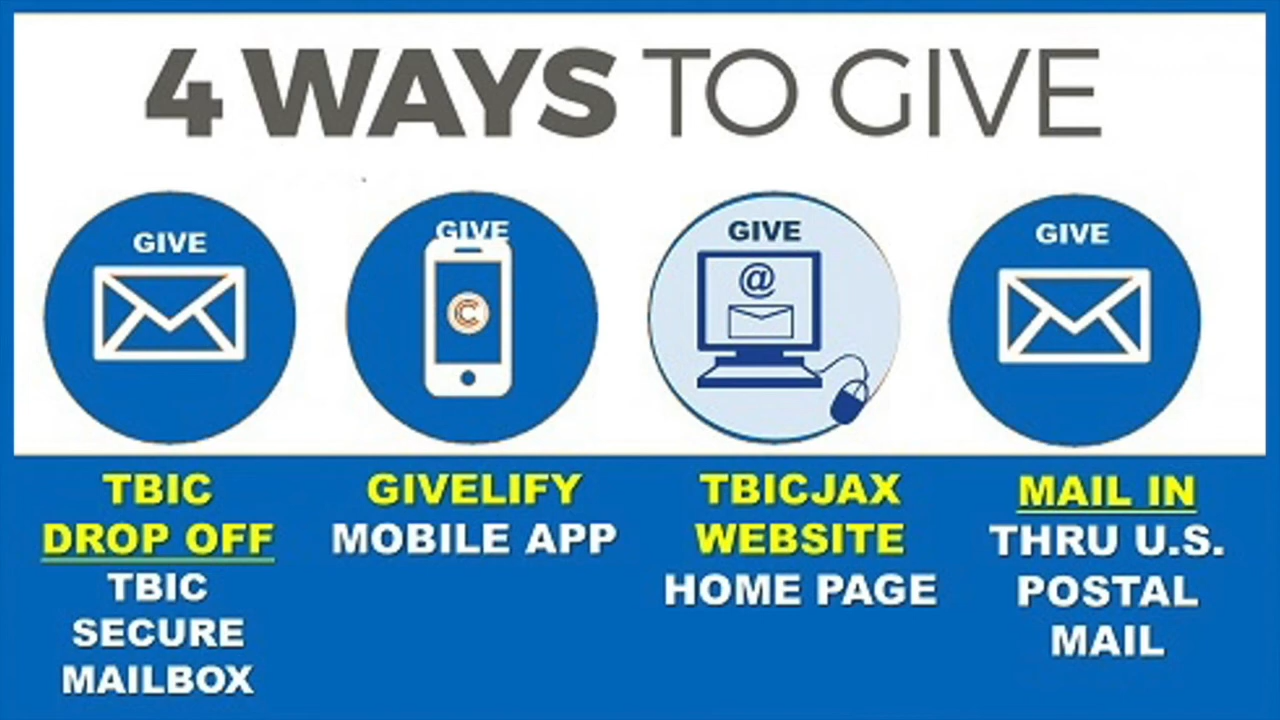 4 WAYS TO GIVE
GIVE
GIVE
C
GIVE
@
GIVE
TBIC
DROP OFF
TBIC
SECURE
MAILBOX
GIVELIFY
MOBILE APP
TBICJAX
WEBSITE
HOME PAGE
MAIL IN
THRU U.S.
POSTAL
MAIL